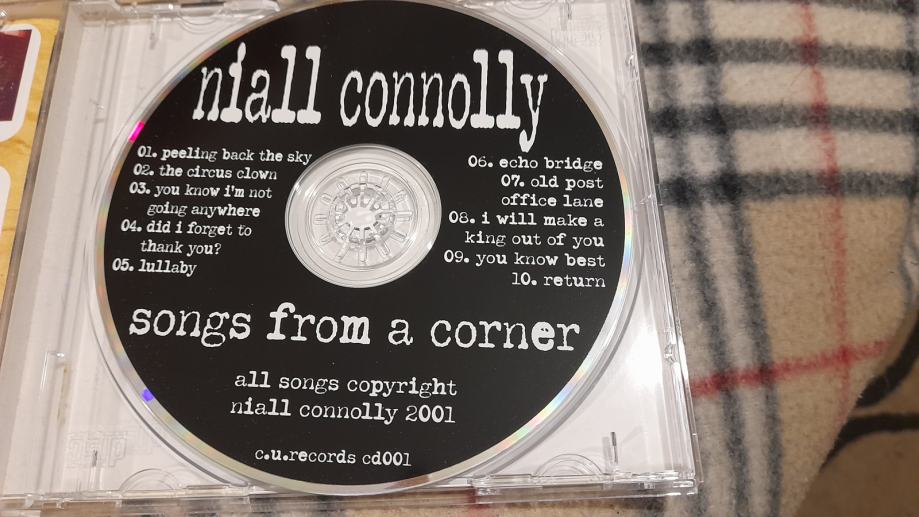 niall connolly
01. peeling back the sky
02. the circus clown
03. you know i'm not
going anywhere
04. did i forget to
thank you?
05. lullaby
06. echo bridge
07. old post
office lane
08. i will make a
king out of you
09. you know best
10. return
songs from a corner
all songs copyright
niall connolly 2001
c.u.records cd001